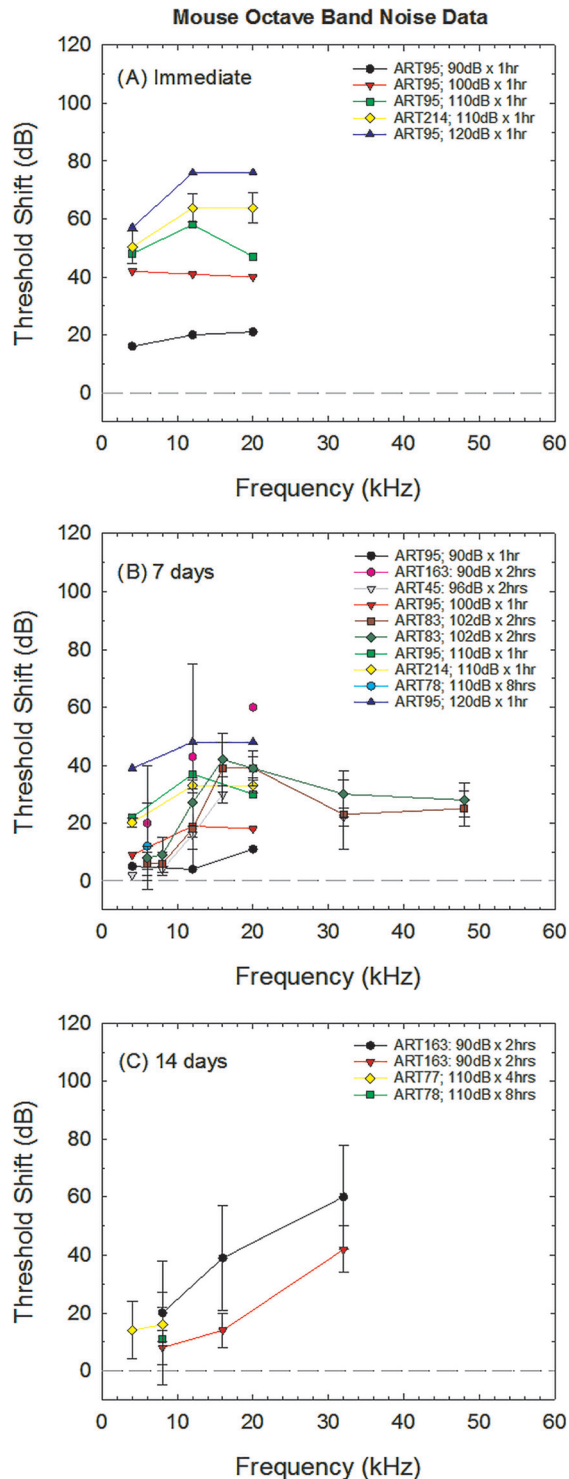 Mouse Octave Band Noise Data
(A) Immediate
ART95; 90dB x 1hr
ART95; 100dB x 1hr
ART95; 110dB x 1hr
ART214; 110dB x 1hr
ART95; 120dB x 1hr
Threshold Shift (dB)
120
100
80
60
40
20
0
0 10 20 30 40 50 60
Frequency (kHz)
(B) 7 days
ART95; 90dB x 1hr
ART163: 90dB x 2hrs
ART45: 96dB x 2hrs
ART95; 100dB x 1hr
ART83; 102dB x 2hrs
ART83; 102dB x 2hrs
ART95; 110dB x 1hr
ART214; 110dB x 1hr
ART78; 110dB x 8hrs
ART95; 120dB x 1hr
Threshold Shift (dB)
120
100
80
60
40
20
0
0 10 20 30 40 50 60
Frequency (kHz)
(C) 14 days
ART163: 90dB x 2hrs
ART163: 90dB x 2hrs
ART77; 110dB x 4hrs
ART78; 110dB x 8hrs
Threshold Shift (dB)
120
100
80
60
40
20
0
0 10 20 30 40 50 60
Frequency (kHz)